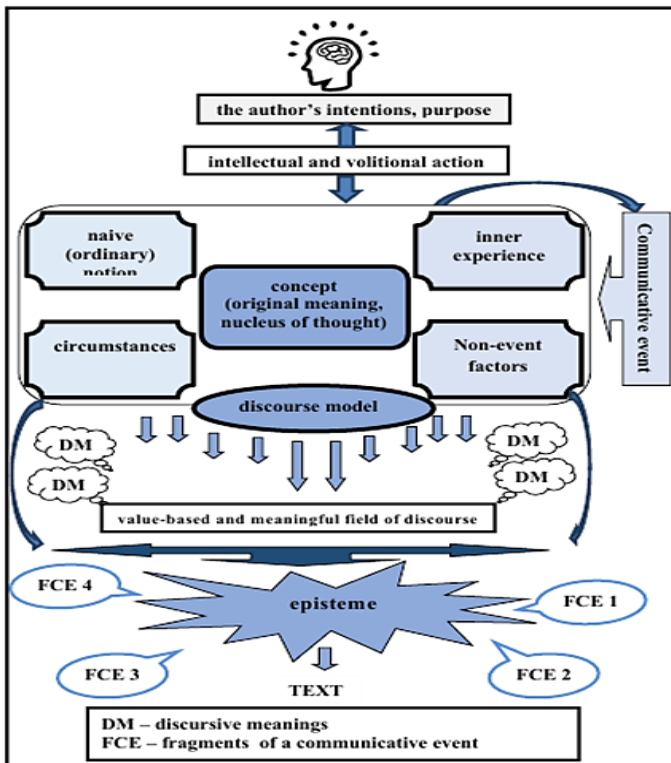 the author's intentions, purpose
intellectual and volitional action
naive
(ordinary)
notion
inner
experience
concept
(original meaning,
nucleus of thought)
circumstances
Non-event
factors
Communicative event
discourse model
DM
DM
DM
DM
value-based and meaningful field of discourse
FCE 4
episteme
FCE 1
FCE 3
FCE 2
TEXT
DM – discursive meanings
FCE – fragments of a communicative event